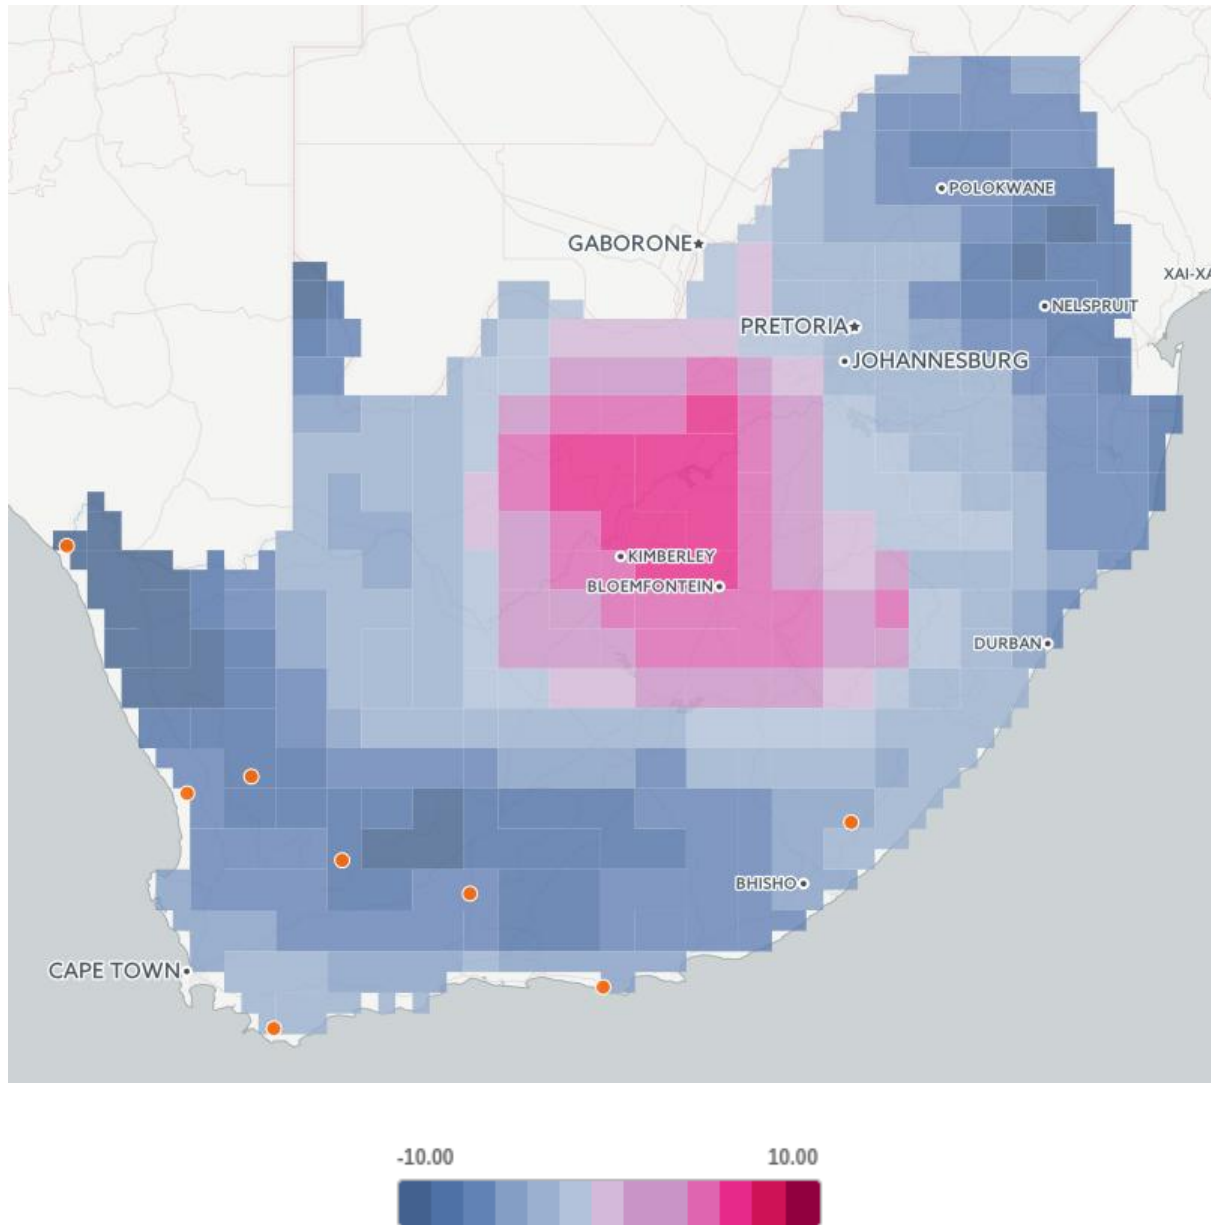 POLOKWANE
GABORONE
XAI-XA
NELSPRUIT
PRETORIA
JOHANNESBURG
KIMBERLEY
BLOEMFONTEIN
DURBAN
BHISHO
CAPE TOWN
-10.00 10.00